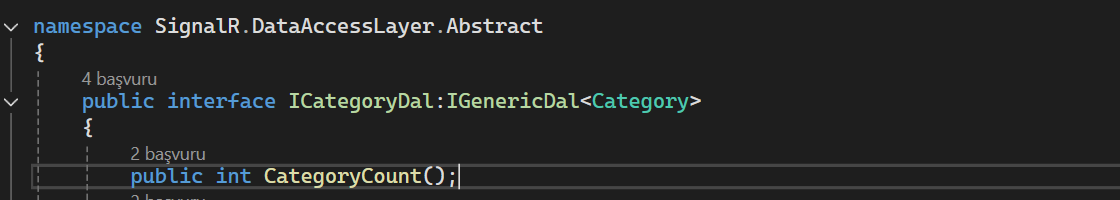 namespace SignalR.DataAccessLayer.Abstract
{
4 başvuru
public interface ICategoryDal:IGenericDal<Category>
{
2 başvuru
public int CategoryCount();